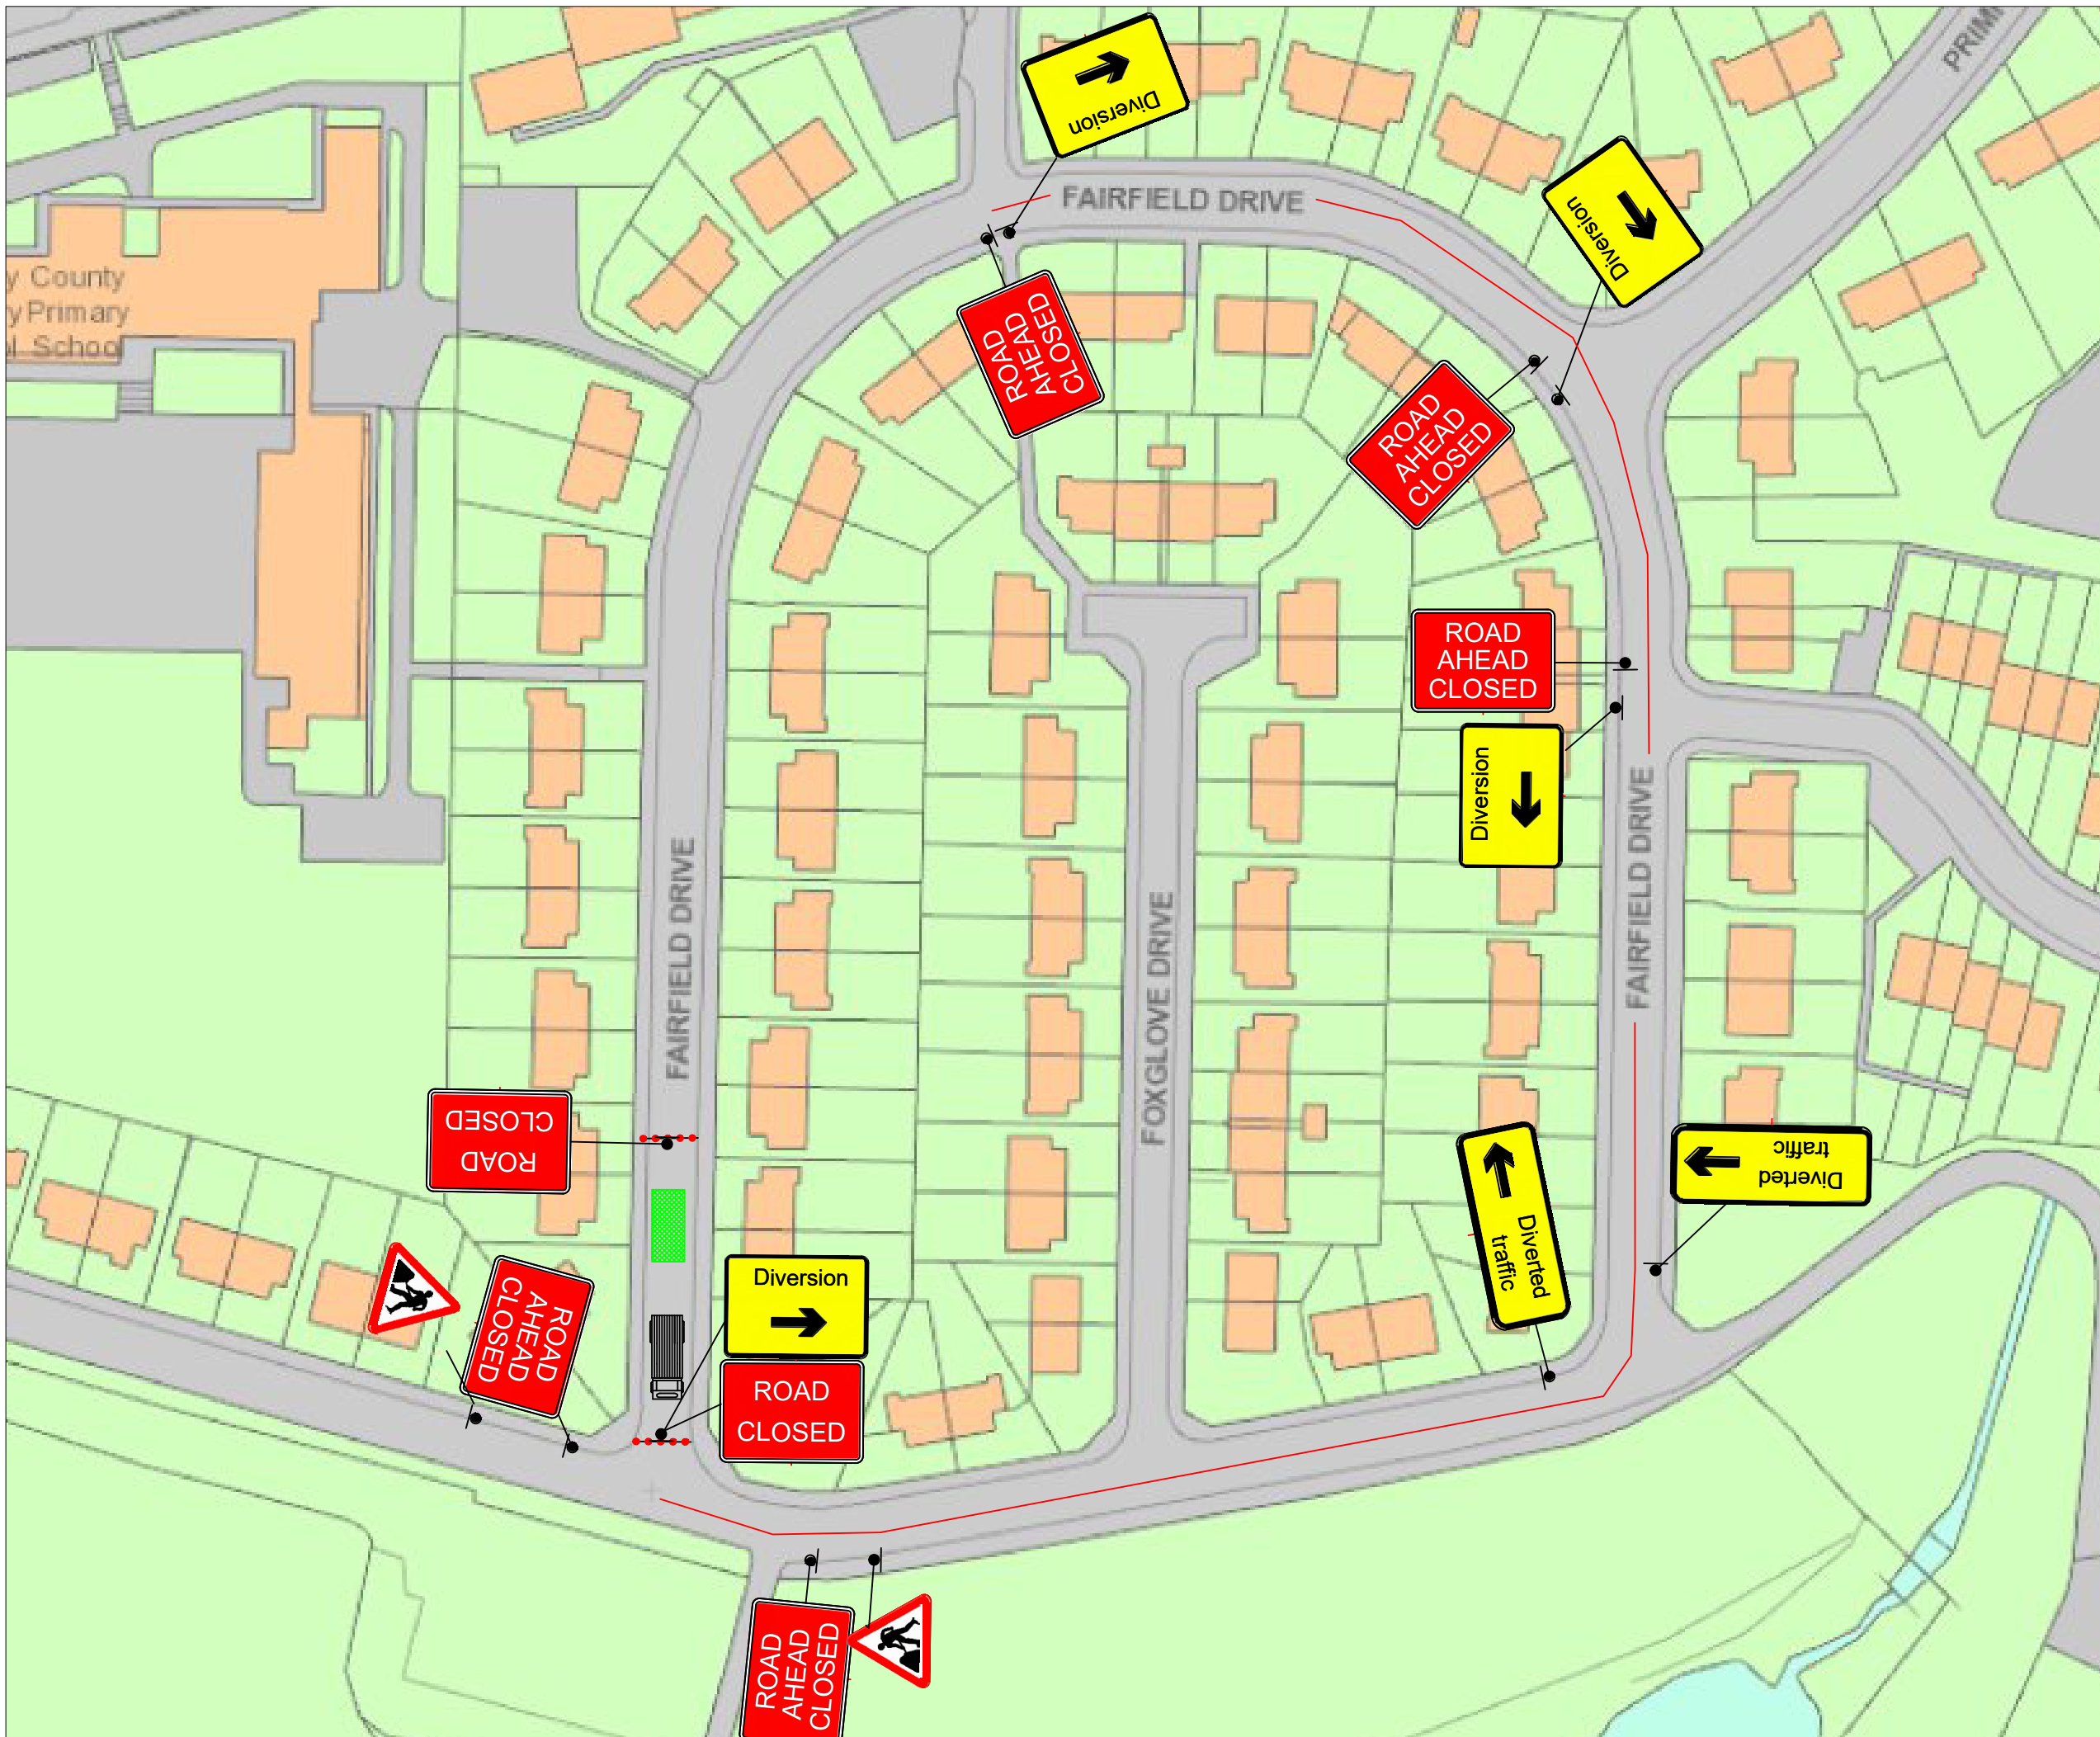 Diversion
PRIMR
FAIRFIELD DRIVE
Diversion
y County
y Primary
ol School
ROAD
AHEAD
CLOSED
ROAD
AHEAD
CLOSED
ROAD
AHEAD
CLOSED
Diversion
FAIRFIELD DRIVE
FAIRFIELD DRIVE
FOXGLOVE DRIVE
ROAD
CLOSED
Diverted
traffic
Diverted
traffic
Diversion
ROAD
AHEAD
CLOSED
ROAD
CLOSED
ROAD
AHEAD
CLOSED